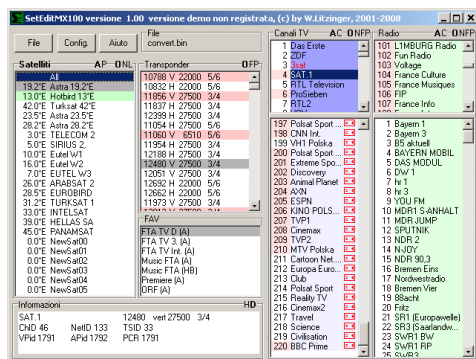 SetEditMX100 versione 1.00 versione demo non registrata, (c) by W.Litzinger, 2001-2008
File
Config.
Aiuto
File
convert.bin
Satelliti AP ONL
All
19.2°E Astra 19,2°E
13.0°E Hotbird 13°E
42.0°E Turksat 42°E
23.5°E Astra 23.5°E
28.2°E Astra 28.2°E
3.0°E TELECOM 2
5.0°E SIRIUS 2,
10.0°E Eutel W1
16.0°E Eutel W2
7.0°E EUTEL W3
26.0°E ARABSAT 2
28.5°E EUROBIRD
31.2°E TURKSAT 1
33.0°E INTELSAT
39.0°E HELLAS SA
45.0°E PANAMSAT
0.0°E NewSat00
0.0°E NewSat01
0.0°E NewSat02
0.0°E NewSat03
0.0°E NewSat04
0.0°E NewSat05
Transponder OFP
10788 V 22000 5/6
10832 H 22000 5/6
11856 V 27500 3/4
11837 H 27500 3/4
12399 H 27500 3/4
11054 H 27500 3/4
11060 V 6510 5/6
11954 H 27500 3/4
12188 H 27500 3/4
12480 V 27500 3/4
12051 V 27500 3/4
12692 H 22000 5/6
12662 H 22000 5/6
11973 V 27500 3/4
FAV
FTA TV D (A)
FTA TV 3. (A)
FTA TV Int. (A)
Music FTA (A)
Music FTA (HB)
Premiere (A)
ORF (A)
Informazioni HD-
SAT.1 12480 vert 27500 3/4
ChID 46 NetID 133 TSID 33
VPid 1791 APid 1792 PCR 1791
Canali TV AC ONFP
1 Das Erste
2 ZDF
3 3sat
4 SAT.1
5 RTL Television
6 ProSieben
7 RTL2
197 Polsat Sport ...
198 CNN Int.
199 VH1 Polska
200 Polsat Sport ...
201 Extreme Spo...
202 Discovery
203 Animal Planet
204 AXN
205 ESPN
206 KINO POLS...
207 TVP1
208 Cinemax
209 TVP2
210 MTV Polska
211 Cartoon Net...
212 Europa Euro...
213 Club
214 Polsat Sport
215 Reality TV
216 Cinemax2
217 Travel
218 Science
219 Civilisation
220 BBC Prime
Radio AC ONFP
101 LIMBURG Radio
102 Fun Radio
103 Voltage
104 France Culture
105 France Musiques
106 FIP
107 France Info
1 Bayern 1
2 Bayern 3
3 B5 aktuell
4 BAYERN MOBIL
5 DAS MODUL
6 DW 1
7 hr 1
8 hr 3
9 YOU FM
10 MDR1 S-ANHALT
11 MDR JUMP
12 SPUTNIK
13 NDR 2
14 N-JOY
15 NDR 90,3
16 Bremen Eins
17 Nordwestradio
18 Bremen Vier
19 88acht
20 Fritz
21 SR1 (Europawelle)
22 SR3 (Saarlandw...
23 SWR1 BW
24 SWR1 RP
25 SWR3